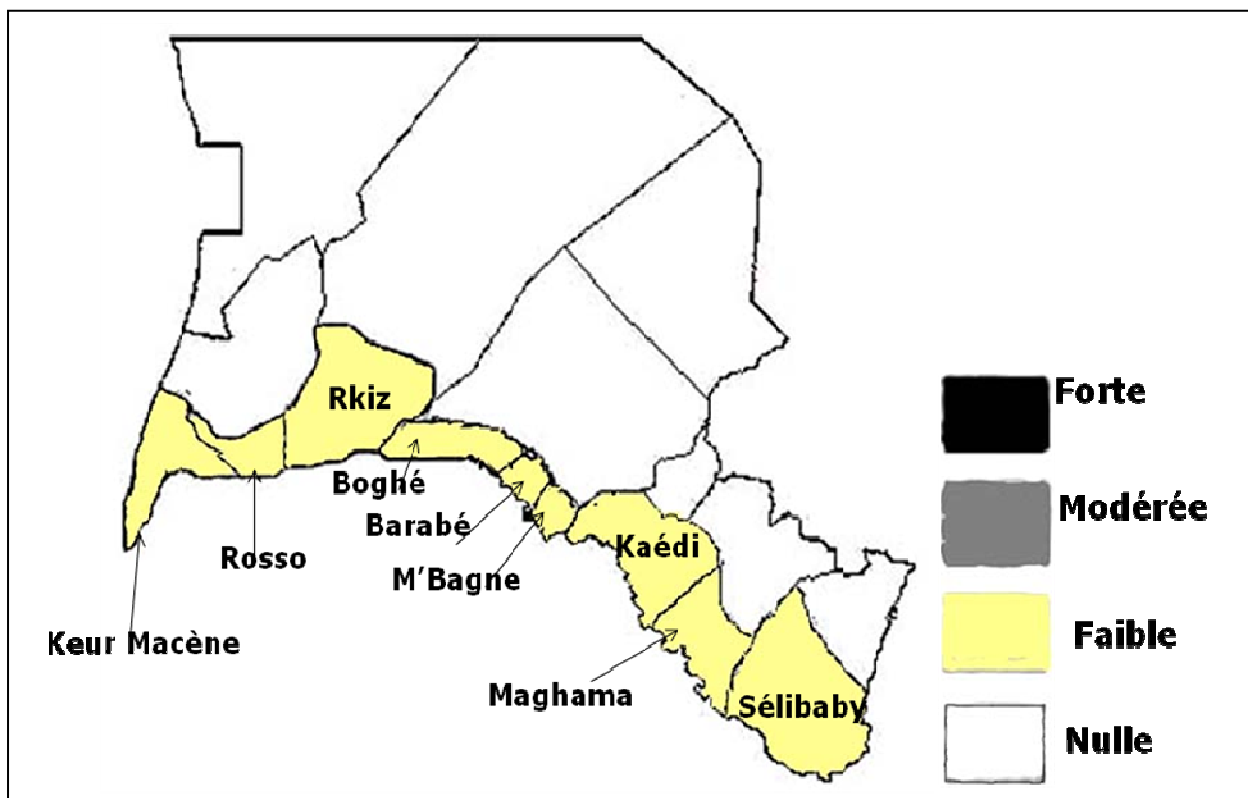 Rkiz
Forte
Boghé
Modérée
Barabé
Rosso
Kaédi
M'Bagne
Keur Macène
Faible
Maghama
Sélibaby
Nulle